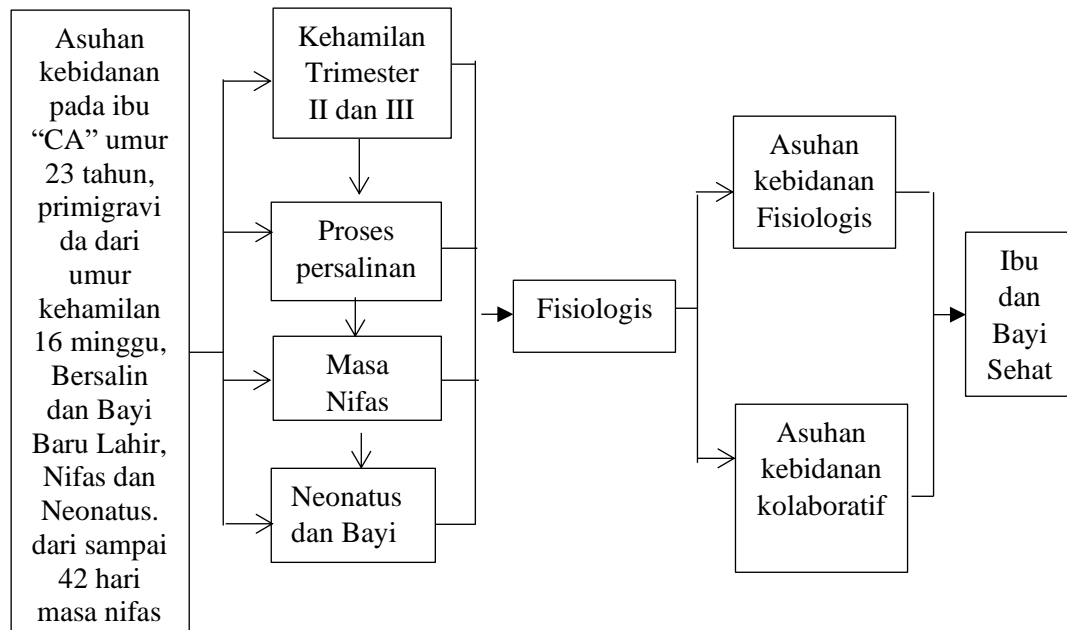 Asuhan
kebidanan
pada ibu
“CA” umur
23 tahun,
primigravi
da dari
umur
kehamilan
16 minggu,
Bersalin
dan Bayi
Baru Lahir,
Nifas dan
Neonatus.
dari sampai
42 hari
masa nifas
Kehamilan
Trimester
II dan III
Proses
persalinan
Masa
Nifas
Neonatus
dan Bayi
Fisiologis
Asuhan
kebidanan
Fisiologis
Asuhan
kebidanan
kolaboratif
Ibu
dan
Bayi
Sehat